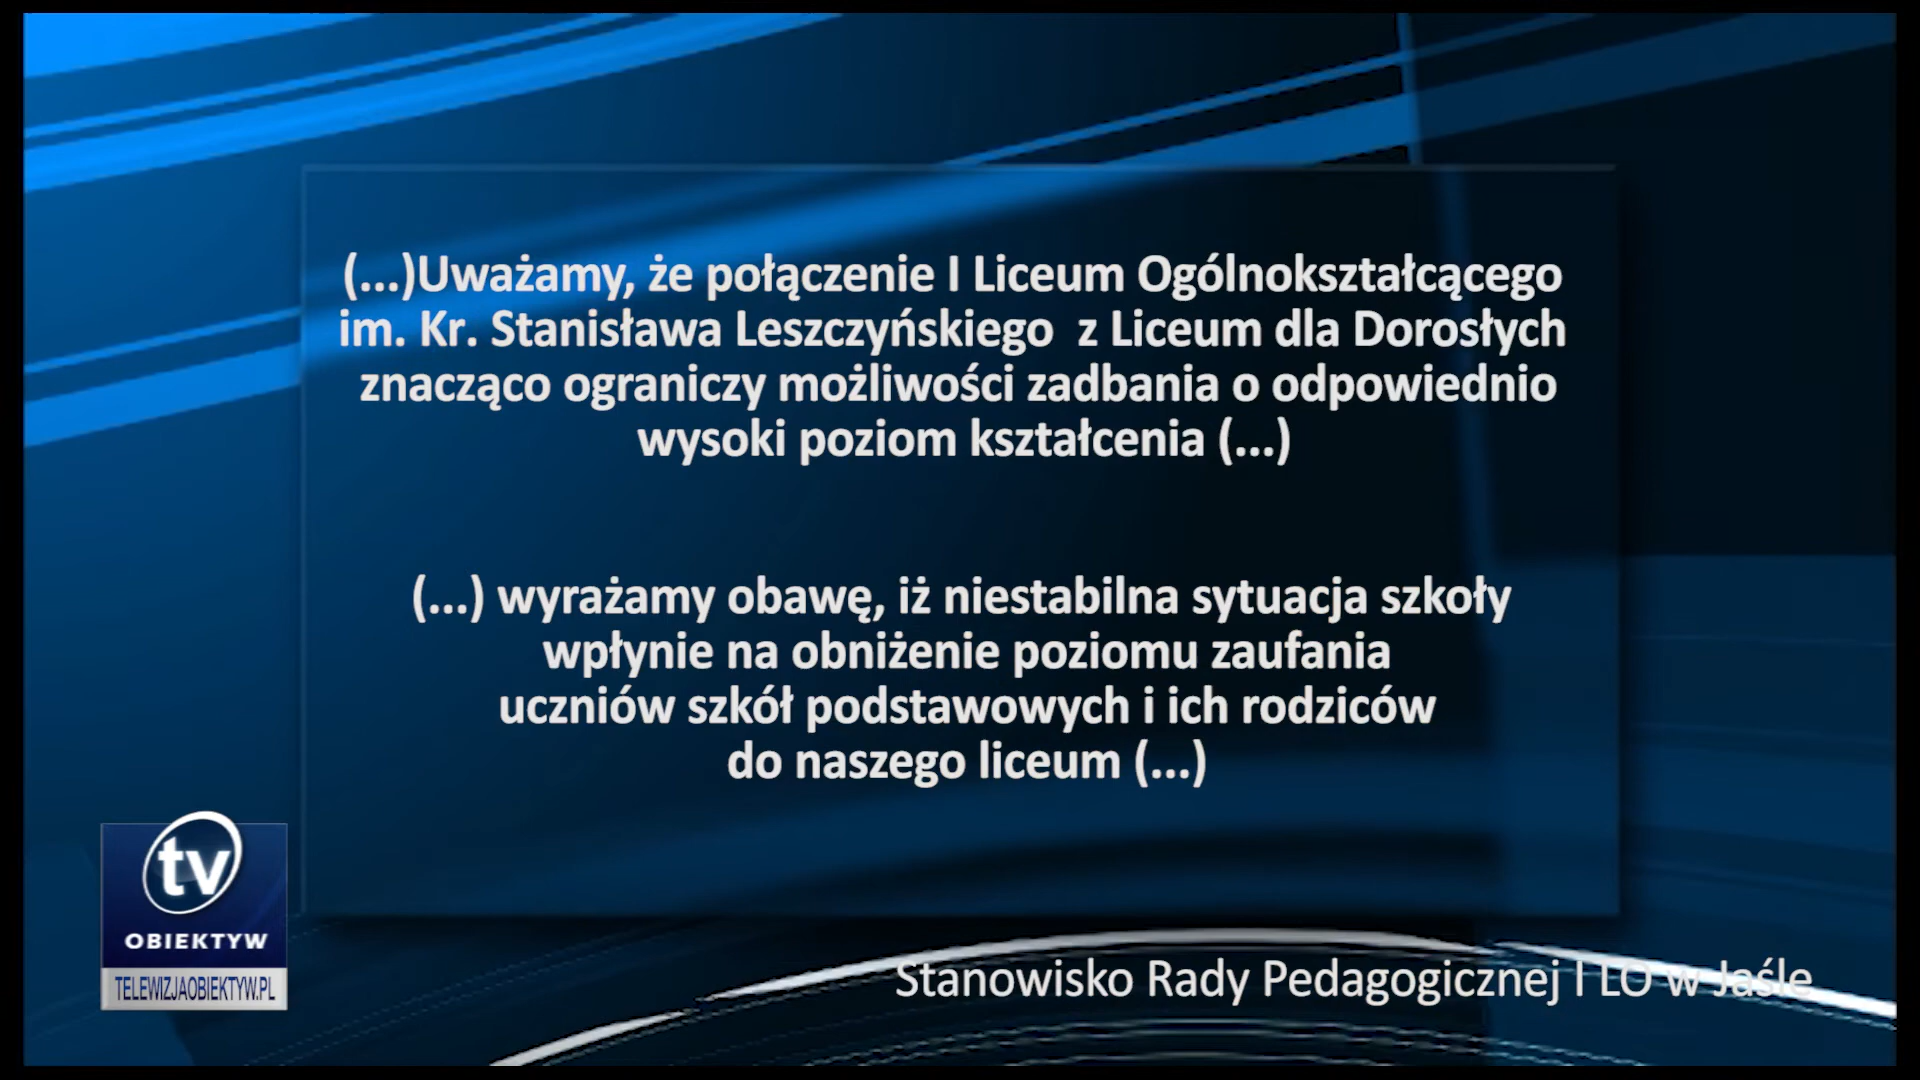 (...)Uważamy, że połączenie I Liceum Ogólnokształcącego
im. Kr. Stanisława Leszczyńskiego  z Liceum dla Dorosłych
znacząco ograniczy możliwości zadbania o odpowiednio
wysoki poziom kształcenia (...)
(...) wyrażamy obawę, iż niestabilna sytuacja szkoły
wpłynie na obniżenie poziomu zaufania
uczniów szkół podstawowych i ich rodziców
do naszego liceum (...)
tv
OBIEKTYW
TELEWIZJAOBIEKTYW.PL
Stanowisko Rady Pedagogicznej I LO w Jaśle